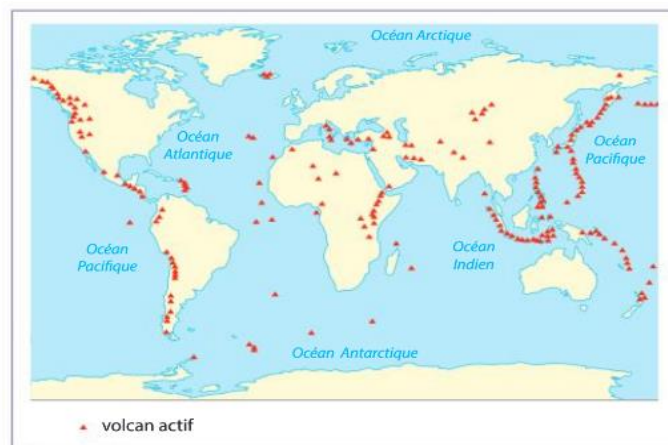 Océan Arctique
Océan
Atlantique
Océan
Pacifique
Océan
Pacifique
Océan
Indien
Océan Antarctique
volcan actif